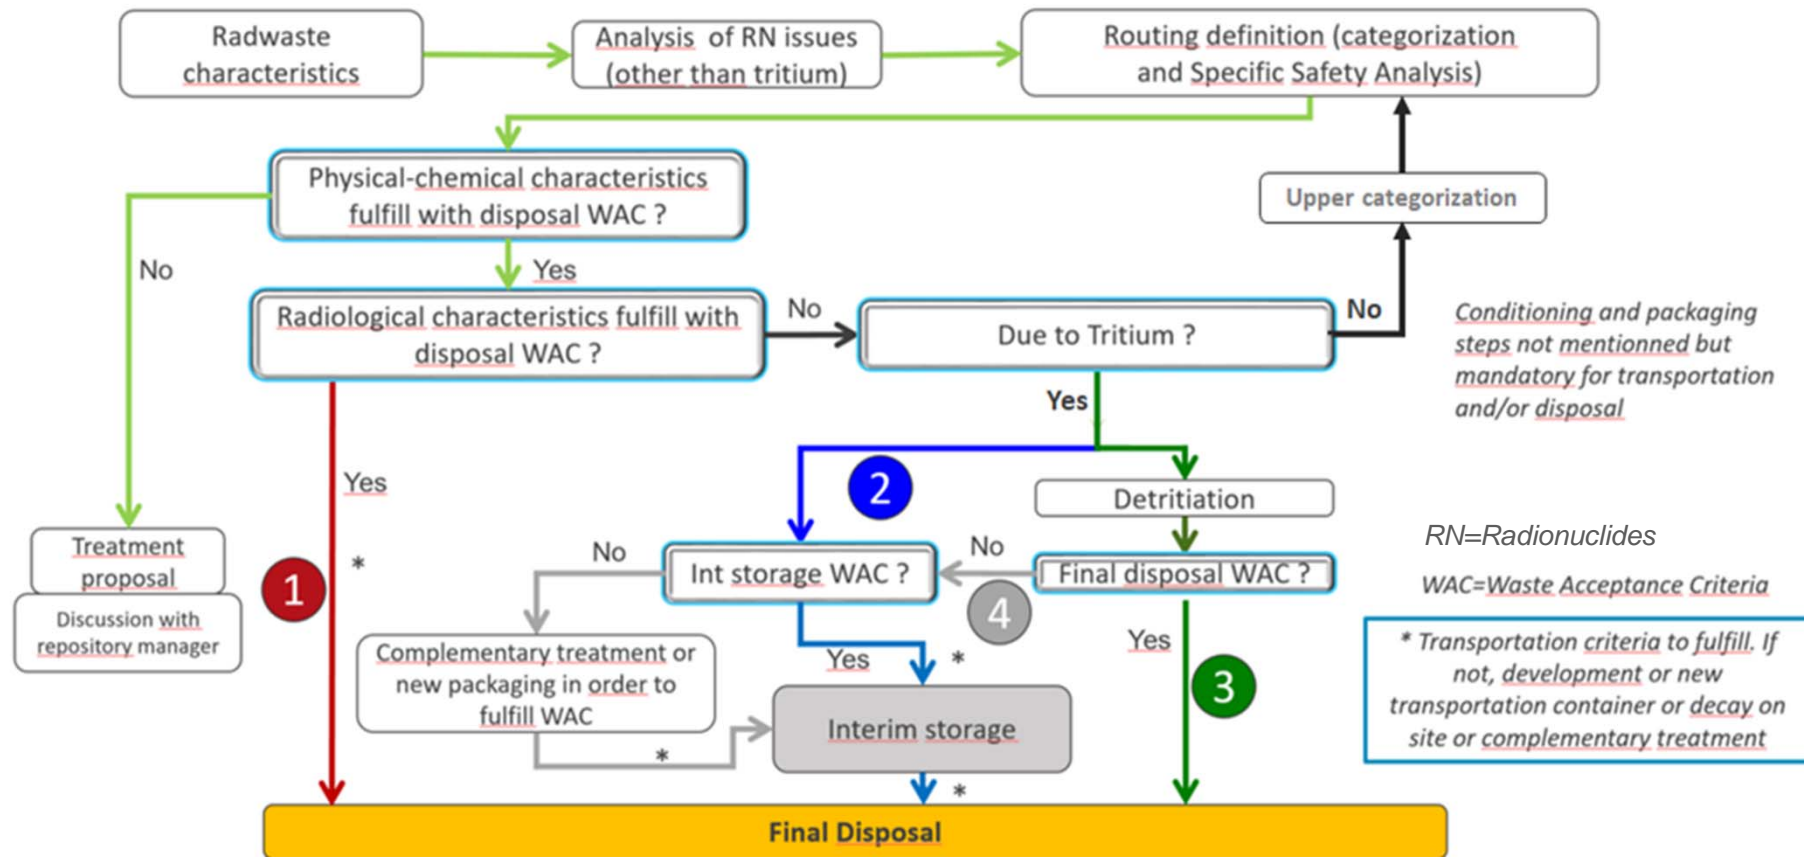 Radwaste
characteristics
Analysis of RN issues
(other than tritium)
Routing definition (categorization
and Specific Safety Analysis)
Physical-chemical characteristics
fulfill with disposal WAC ?
Upper categorization
No
Yes
Radiological characteristics fulfill with
disposal WAC ?
No
Due to Tritium ?
No
Conditioning and packaging
steps not mentionned but
mandatory for transportation
and/or disposal
Yes
Yes
2
Detritiation
Treatment
proposal
Discussion with
repository manager
1
*
No
Int storage WAC ?
No
Final disposal WAC ?
4
RN=Radionuclides
WAC=Waste Acceptance Criteria
Complementary treatment or
new packaging in order to
fulfill WAC
Yes
*
Yes
3
* Transportation criteria to fulfill. If
not, development or new
transportation container or decay on
site or complementary treatment
*
Interim storage
*
Final Disposal